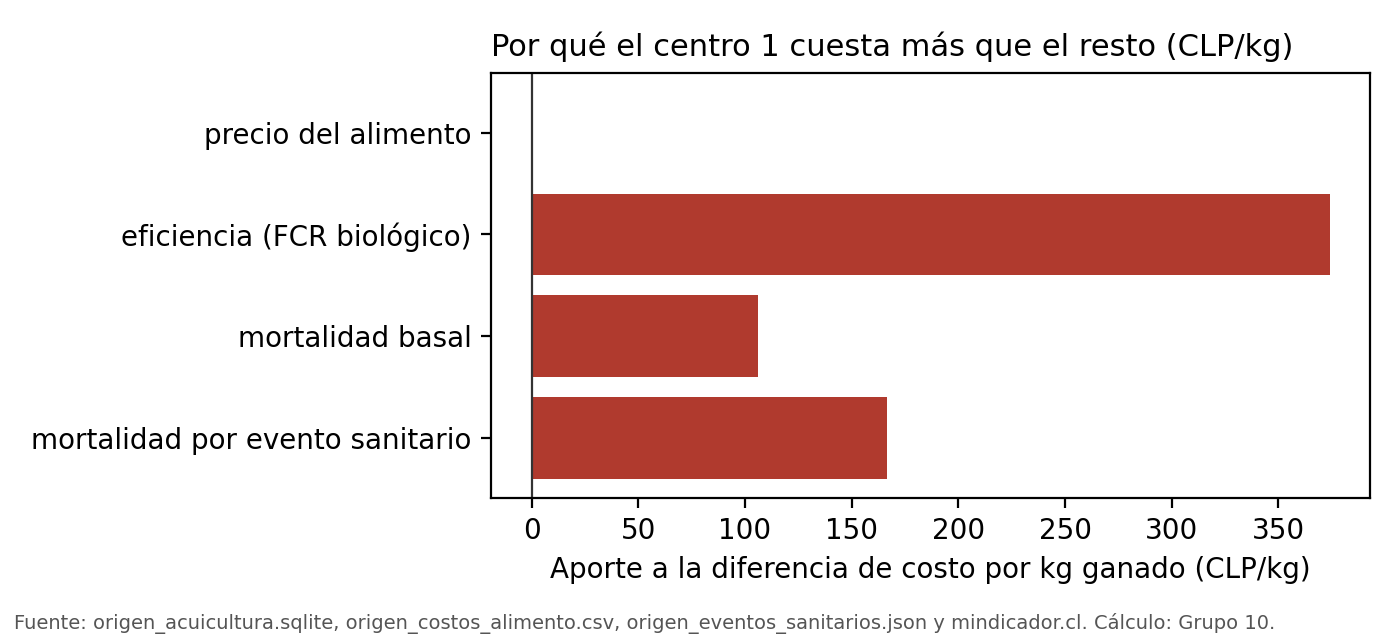 Por qué el centro 1 cuesta más que el resto (CLP/kg)
precio del alimento
eficiencia (FCR biológico)
mortalidad basal
mortalidad por evento sanitario
0 50 100 150 200 250 300 350
Aporte a la diferencia de costo por kg ganado (CLP/kg)
Fuente: origen_acuicultura.sqlite, origen_costos_alimento.csv, origen_eventos_sanitarios.json y mindicador.cl. Cálculo: Grupo 10.